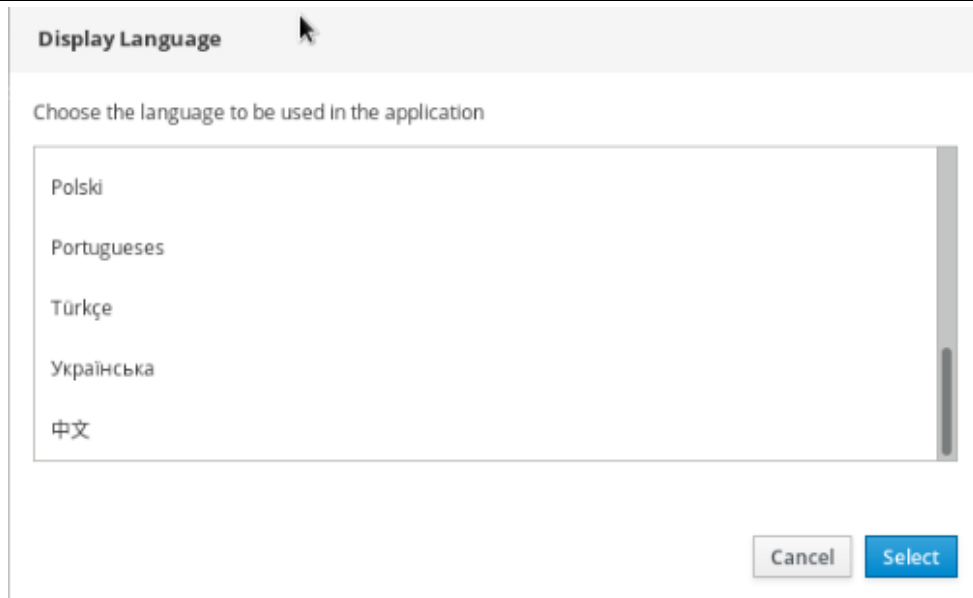 Display Language
Choose the language to be used in the application
Polski
Portugueses
Türkçe
Українська
中文
Cancel
Select